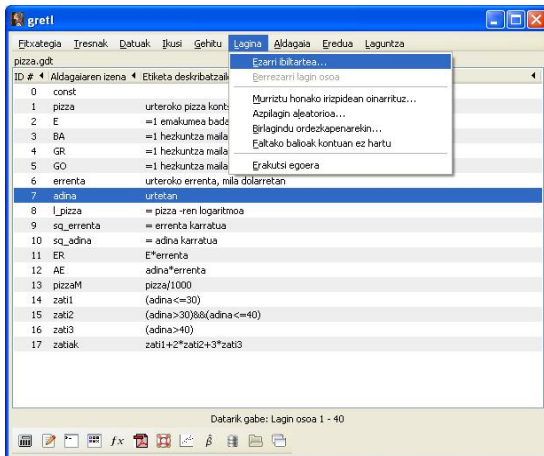 gretl
Fitxategia Tresnak Datuak Ikusi Gehitu Lagina Aldagaia Eredua Laguntza
pizza.gdt
Ezarri ibiltartea...
Berrezarri lagin osoa
Murriztu honako irizpidean oinarrituz...
Azpilagin aleatorioa...
Birlagindu ordezkapenarekin...
Faltako balioak kontuan ez hartu
Erakutsi egoera
ID # Aldagaiaren izena Etiketa deskribatzaile
0 const
1 pizza urteroko pizza konts
2 E =1 emakumea bada
3 BA =1 hezkuntza maila
4 GR =1 hezkuntza maila
5 GO =1 hezkuntza maila
6 errenta urteroko errenta, mila dolarretan
7 adina urtetan
8 l_pizza = pizza -ren logaritmoa
9 sq_errenta = errenta karratua
10 sq_adina = adina karratua
11 ER E*errenta
12 AE adina*errenta
13 pizzaM pizza/1000
14 zati1 (adina<=30)
15 zati2 (adina>30)&&(adina<=40)
16 zati3 (adina>40)
17 zatiak zati1+2*zati2+3*zati3
Datarik gabe: Lagin osoa 1 - 40
fx β̂